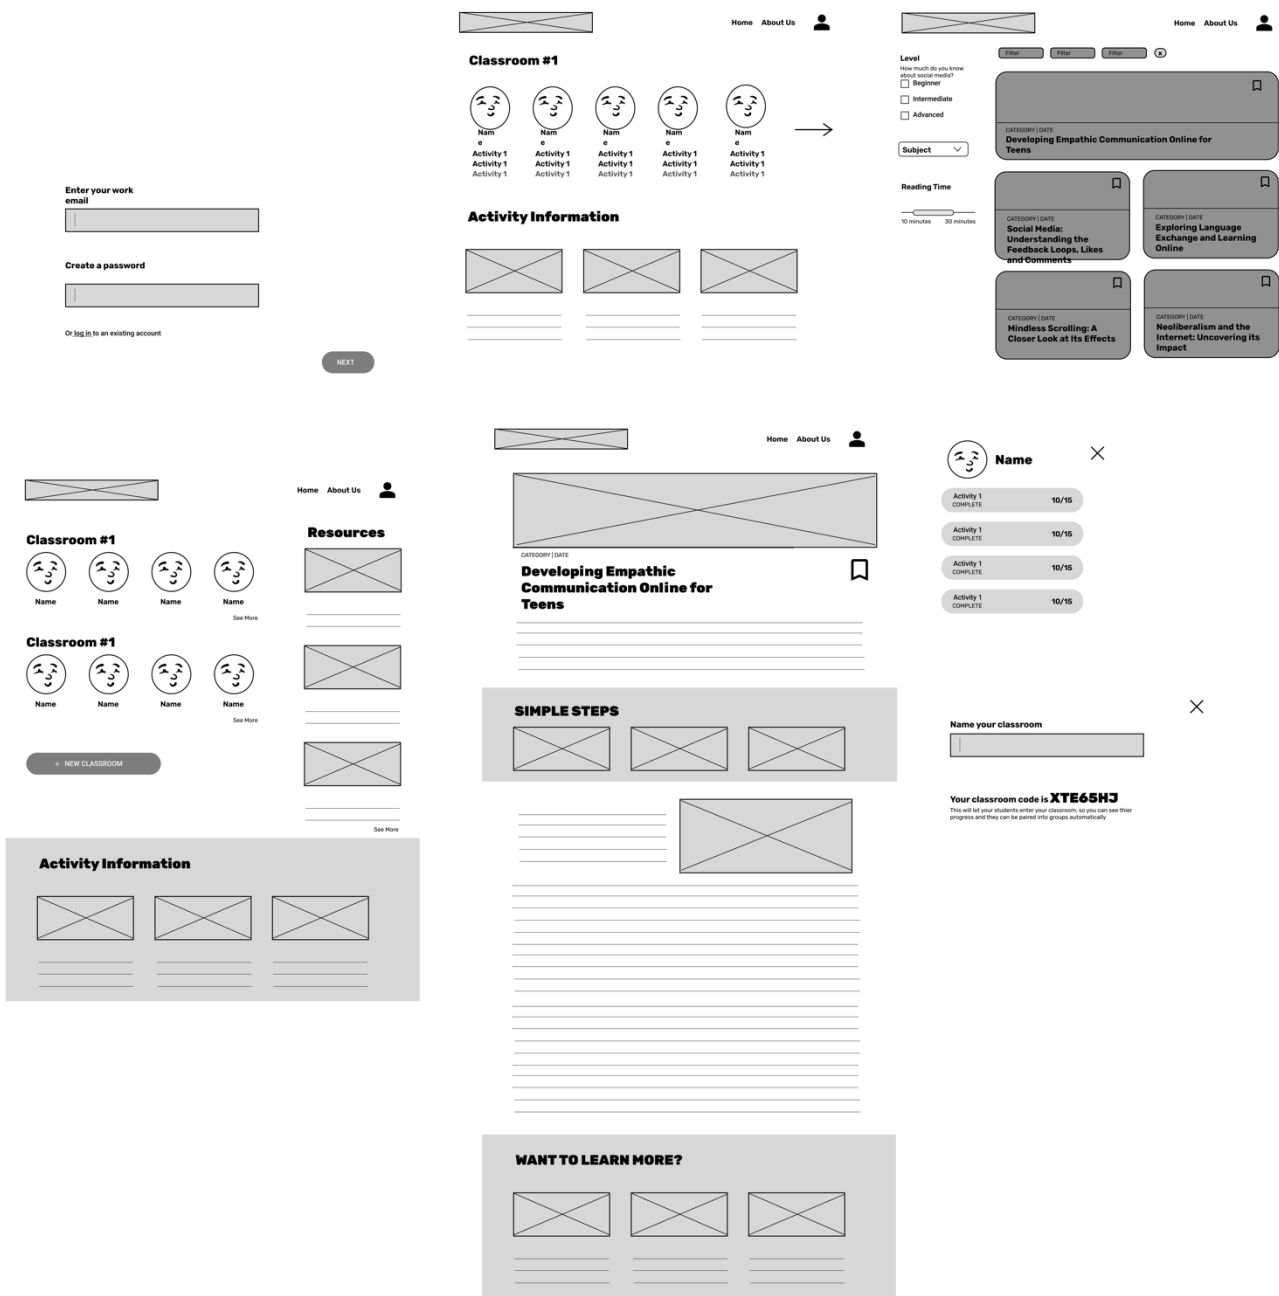 Enter your work
email
Create a password
Or log in to an existing account
NEXT
Home About Us
Classroom #1
Nam
e
Nam
e
Nam
e
Nam
e
Nam
e
Activity 1 Activity 1 Activity 1 Activity 1 Activity 1
Activity 1 Activity 1 Activity 1 Activity 1 Activity 1
Activity 1 Activity 1 Activity 1 Activity 1 Activity 1
Activity Information
Home About Us
Level
How much do you know
about social media?
Beginner
Intermediate
Advanced
Subject
Reading Time
10 minutes 30 minutes
Filter Filter Filter x
CATEGORY | DATE
Developing Empathic Communication Online for
Teens
CATEGORY | DATE
Social Media:
Understanding the
Feedback Loops, Likes
and Comments
CATEGORY | DATE
Exploring Language
Exchange and Learning
Online
CATEGORY | DATE
Mindless Scrolling: A
Closer Look at Its Effects
CATEGORY | DATE
Neoliberalism and the
Internet: Uncovering its
Impact
Home About Us
Classroom #1
Name Name Name Name
See More
Classroom #1
Name Name Name Name
See More
+ NEW CLASSROOM
Resources
See More
Activity Information
Home About Us
CATEGORY | DATE
Developing Empathic
Communication Online for
Teens
SIMPLE STEPS
WANT TO LEARN MORE?
Name
Activity 1
COMPLETE
10/15
Activity 1
COMPLETE
10/15
Activity 1
COMPLETE
10/15
Activity 1
COMPLETE
10/15
Name your classroom
Your classroom code is XTE65HJ
This will let your students enter your classroom, so you can see thier
progress and they can be paired into groups automatically